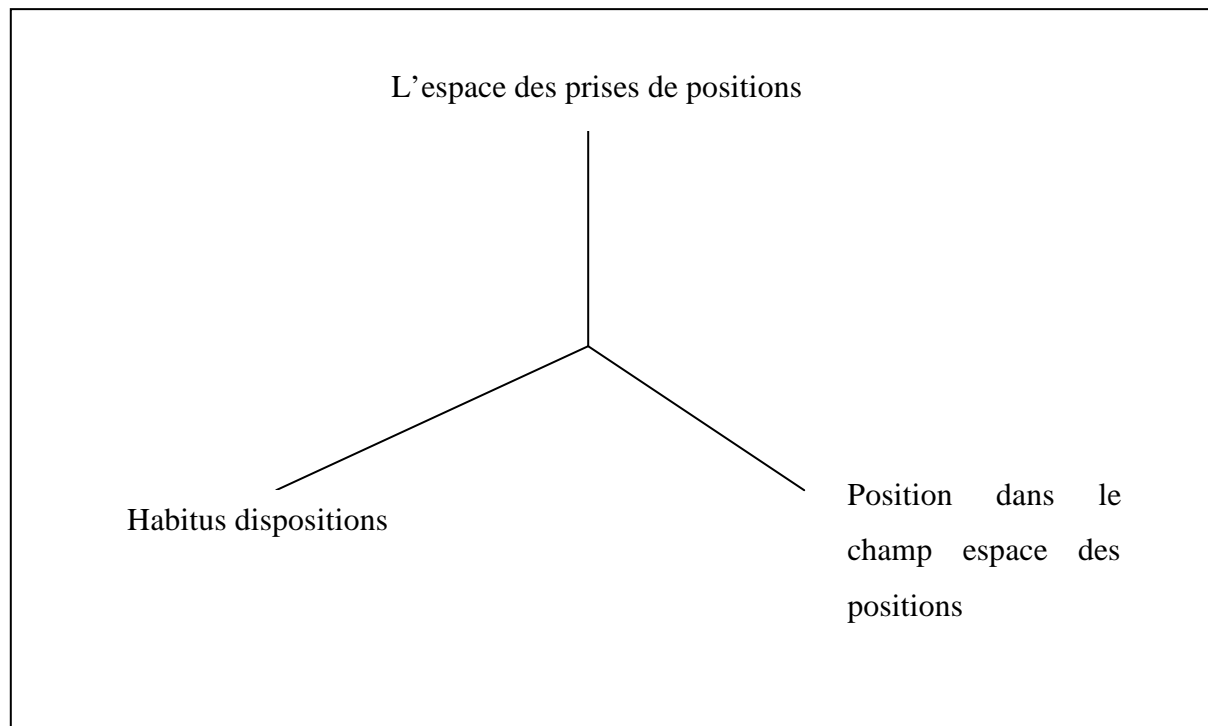 L’espace des prises de positions
Habitus dispositions
Position dans le
champ espace des
positions